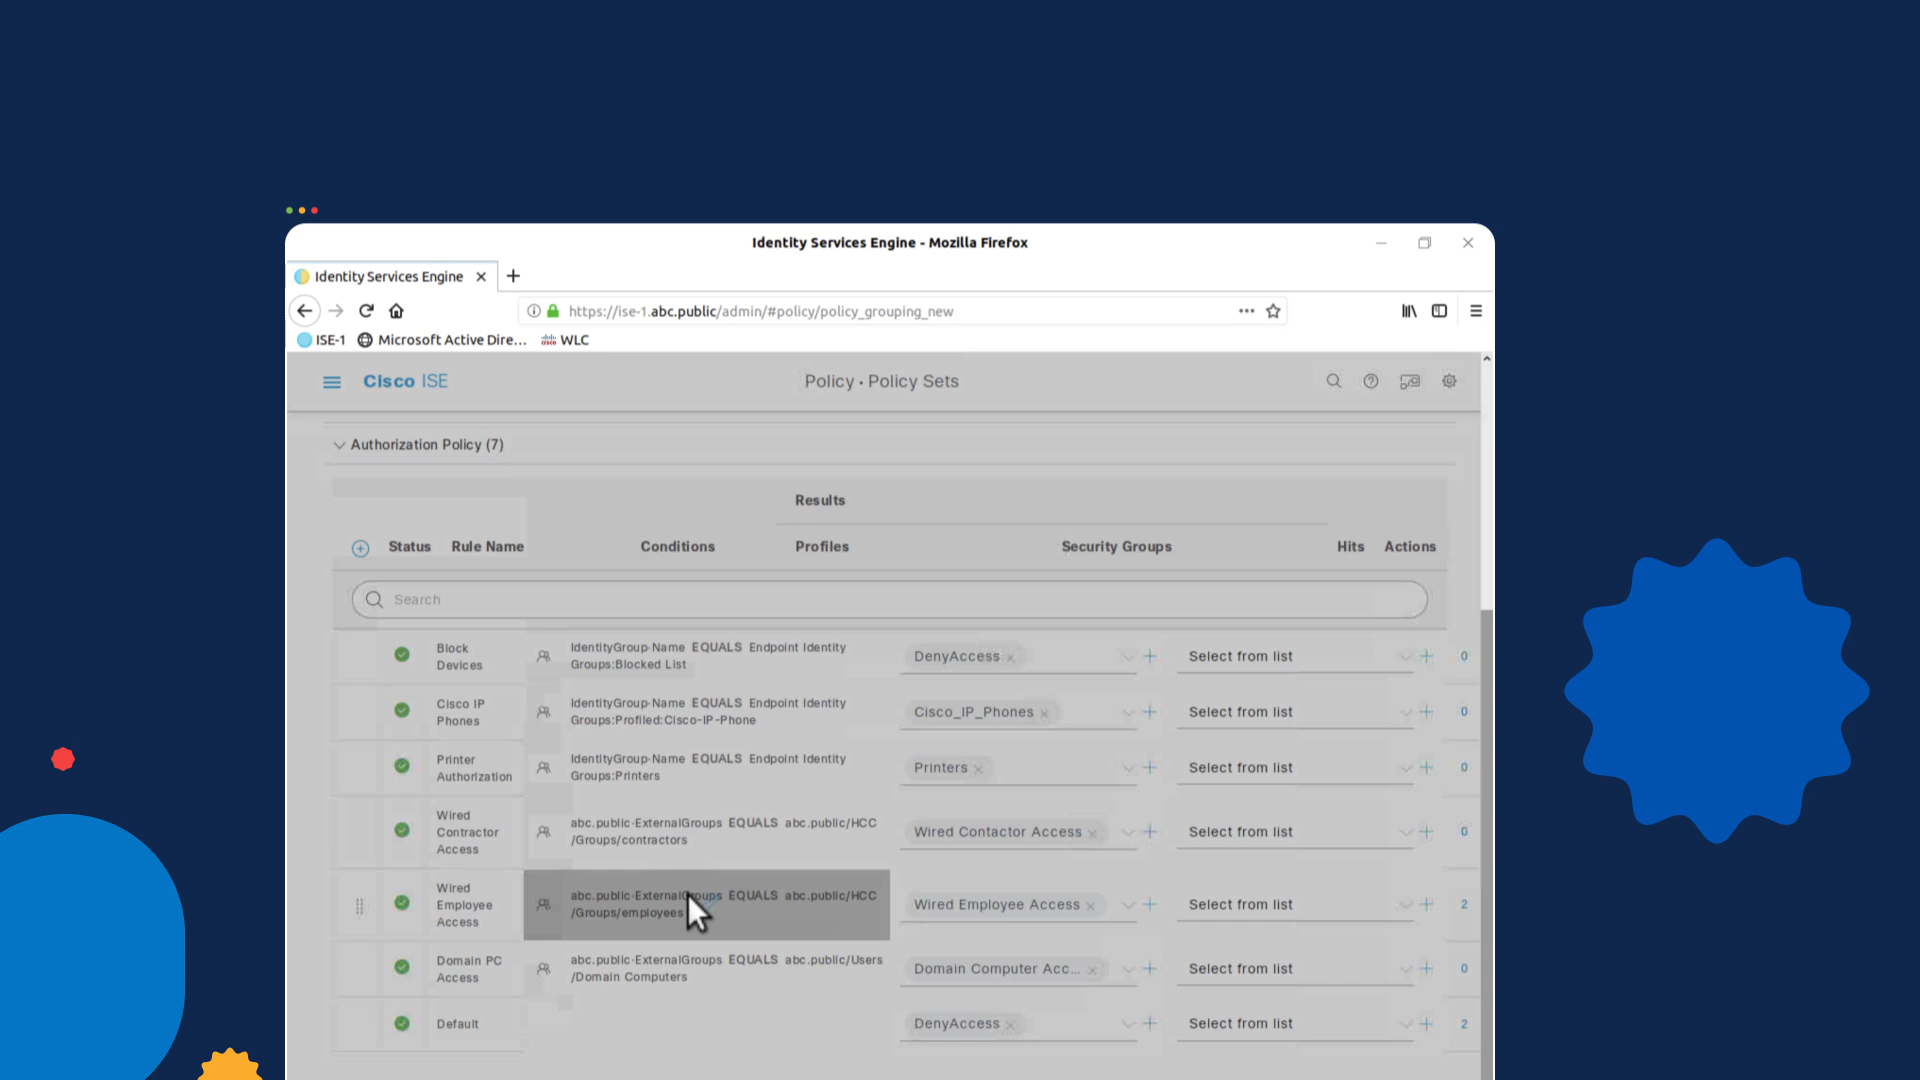 Identity Services Engine - Mozilla Firefox
Identity Services Engine
https://ise-1.abc.public/admin/#policy/policy_grouping_new
ISE-1 Microsoft Active Dire... WLC
Cisco ISE
Policy · Policy Sets
Authorization Policy (7)
Results
Status Rule Name Conditions Profiles Security Groups Hits Actions
Search
Block
Devices
IdentityGroup·Name EQUALS Endpoint Identity
Groups:Blocked List
DenyAccess
Select from list
0
Cisco IP
Phones
IdentityGroup·Name EQUALS Endpoint Identity
Groups:Profiled:Cisco-IP-Phone
Cisco_IP_Phones
Select from list
0
Printer
Authorization
IdentityGroup·Name EQUALS Endpoint Identity
Groups:Printers
Printers
Select from list
0
Wired
Contractor
Access
abc.public·ExternalGroups EQUALS abc.public/HCC
/Groups/contractors
Wired Contactor Access
Select from list
0
Wired
Employee
Access
abc.public·ExternalGroups EQUALS abc.public/HCC
/Groups/employees
Wired Employee Access
Select from list
2
Domain PC
Access
abc.public·ExternalGroups EQUALS abc.public/Users
/Domain Computers
Domain Computer Acc...
Select from list
0
Default
DenyAccess
Select from list
2